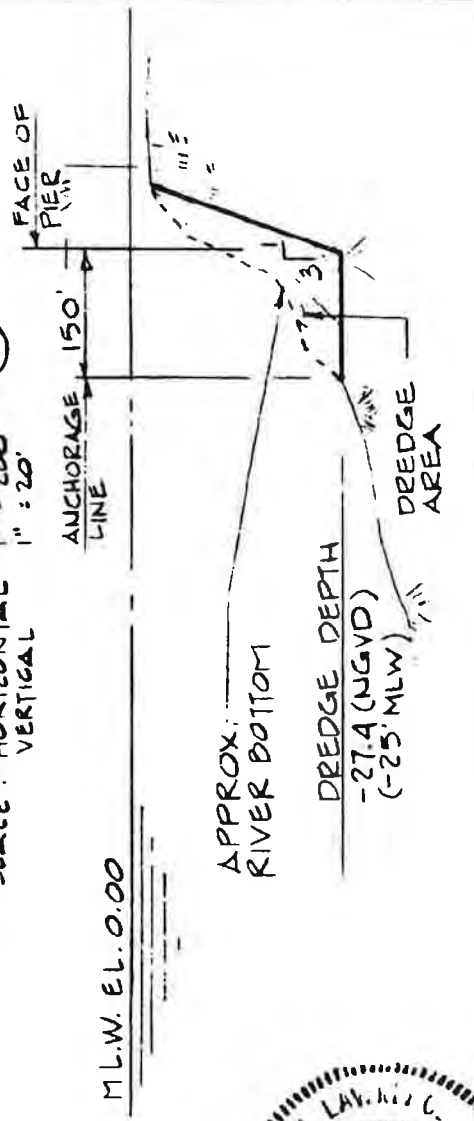 VERTICAL 1" : 20'
ANCHORAGE
LINE
150'
FACE OF
PIER
M.L.W. EL. 0.00
APPROX.
RIVER BOTTOM
1
3
DREDGE DEPTH
-27.4 (NGVD)
(-25' MLW)
DREDGE
AREA